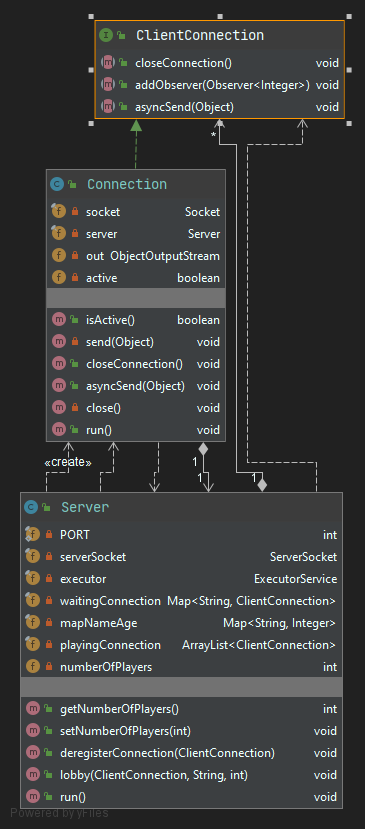 ClientConnection
closeConnection() void
addObserver(Observer<Integer>) void
asyncSend(Object) void
*
Connection
socket Socket
server Server
out ObjectOutputStream
active boolean
isActive() boolean
send(Object) void
closeConnection() void
asyncSend(Object) void
close() void
run() void
«create»
1
1
1
Server
PORT int
serverSocket ServerSocket
executor ExecutorService
waitingConnection Map<String, ClientConnection>
mapNameAge Map<String, Integer>
playingConnection ArrayList<ClientConnection>
numberOfPlayers int
getNumberOfPlayers() int
setNumberOfPlayers(int) void
deregisterConnection(ClientConnection) void
lobby(ClientConnection, String, int) void
run() void
Powered by yFiles